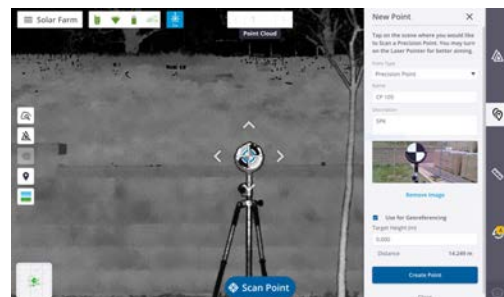 Solar Farm
Point Cloud
New Point
Tap on the scene where you would like
to Scan a Precision Point. You may turn
on the Laser Pointer for better aiming.
Point Type
Precision Point
Name
CP 105
Description
Remove Image
Use for Georeferencing
Target Height (m)
0.000
Distance
14.249 m
Create Point
Scan Point